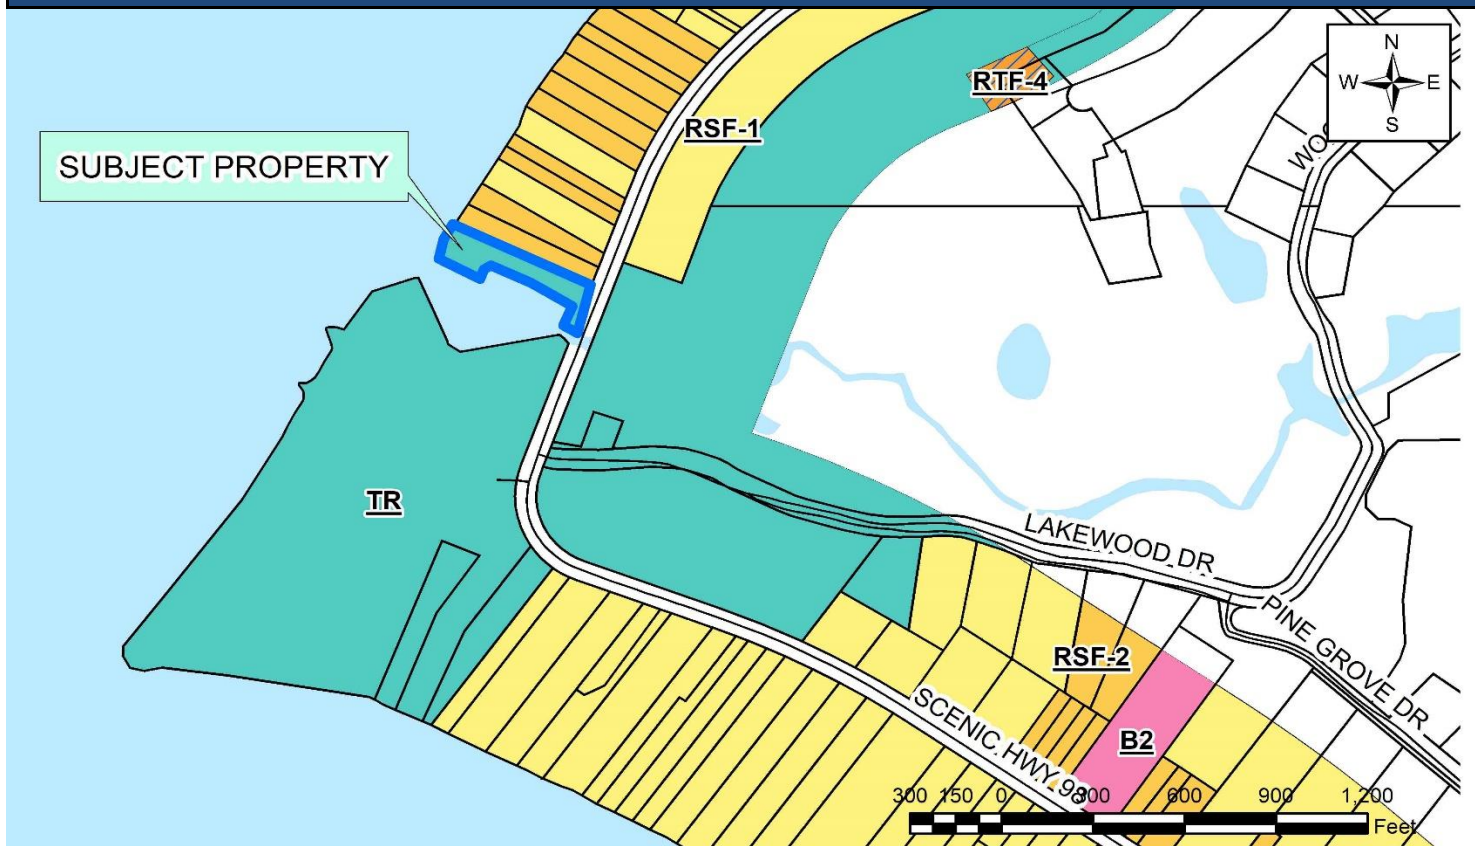 N
W E
S
RTF-4
RSF-1
WO
SUBJECT PROPERTY
TR
LAKEWOOD DR
PINE GROVE DR
RSF-2
SCENIC HWY 98
B2
300 150 0 300 600 900 1,200
Feet